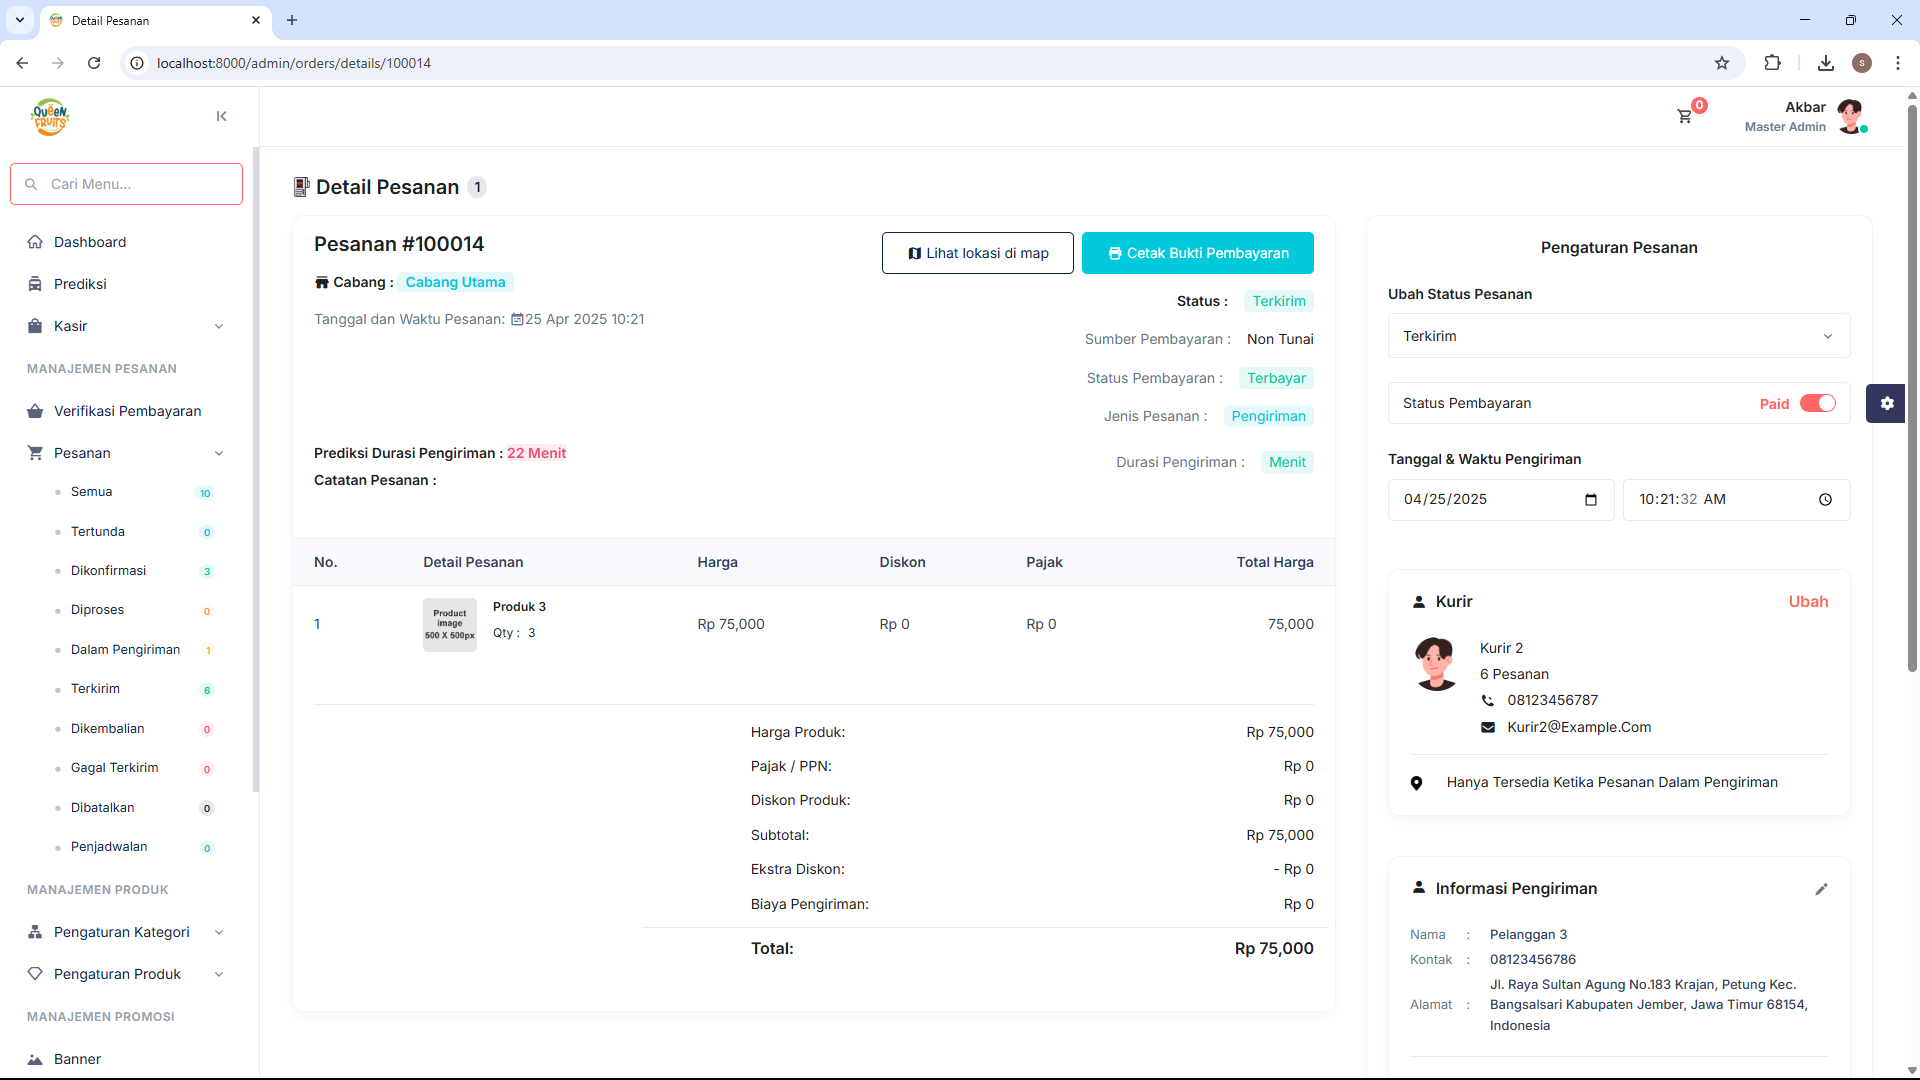 Detail Pesanan
localhost:8000/admin/orders/details/100014
S
QUEEN
FRUITS
0
Akbar
Master Admin
Cari Menu...
Dashboard
Prediksi
Kasir
MANAJEMEN PESANAN
Verifikasi Pembayaran
Pesanan
Semua 10
Tertunda 0
Dikonfirmasi 3
Diproses 0
Dalam Pengiriman 1
Terkirim 6
Dikembalian 0
Gagal Terkirim 0
Dibatalkan 0
Penjadwalan 0
MANAJEMEN PRODUK
Pengaturan Kategori
Pengaturan Produk
MANAJEMEN PROMOSI
Banner
Detail Pesanan 1
Pesanan #100014
Lihat lokasi di map
Cetak Bukti Pembayaran
Cabang : Cabang Utama
Tanggal dan Waktu Pesanan: 25 Apr 2025 10:21
Status : Terkirim
Sumber Pembayaran : Non Tunai
Status Pembayaran : Terbayar
Jenis Pesanan : Pengiriman
Prediksi Durasi Pengiriman : 22 Menit
Durasi Pengiriman : Menit
Catatan Pesanan :
No. Detail Pesanan Harga Diskon Pajak Total Harga
1 Produk 3 Rp 75,000 Rp 0 Rp 0 75,000
Qty : 3
Product
image
500 X 500px
Harga Produk: Rp 75,000
Pajak / PPN: Rp 0
Diskon Produk: Rp 0
Subtotal: Rp 75,000
Ekstra Diskon: - Rp 0
Biaya Pengiriman: Rp 0
Total: Rp 75,000
Pengaturan Pesanan
Ubah Status Pesanan
Terkirim
Status Pembayaran Paid
Tanggal & Waktu Pengiriman
04/25/2025 10:21:32 AM
Kurir Ubah
Kurir 2
6 Pesanan
08123456787
Kurir2@Example.Com
Hanya Tersedia Ketika Pesanan Dalam Pengiriman
Informasi Pengiriman
Nama : Pelanggan 3
Kontak : 08123456786
Alamat : Jl. Raya Sultan Agung No.183 Krajan, Petung Kec.
Bangsalsari Kabupaten Jember, Jawa Timur 68154,
Indonesia